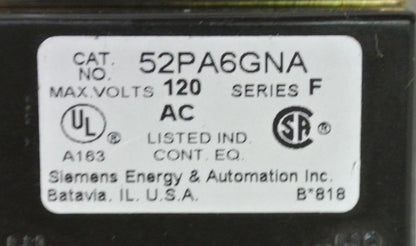 CAT. NO. 52PA6GNA
MAX.VOLTS 120 AC SERIES F
UL ® LISTED IND. CONT. EQ. SA ®
A163
Siemens Energy & Automation Inc.
Batavia, IL. U.S.A. B*818